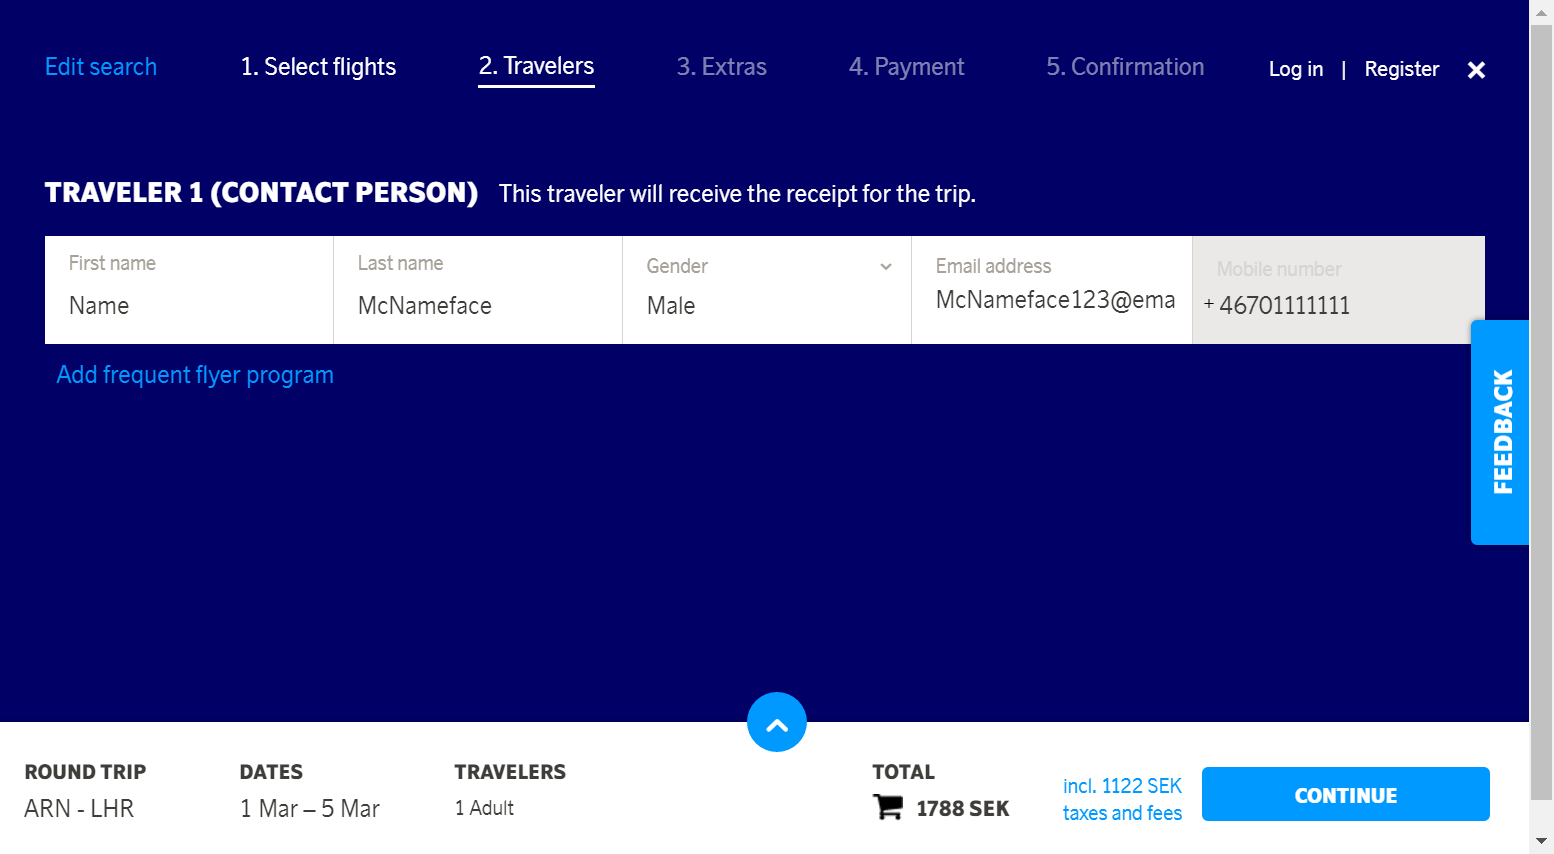 Edit search 1. Select flights 2. Travelers 3. Extras 4. Payment 5. Confirmation Log in | Register
TRAVELER 1 (CONTACT PERSON) This traveler will receive the receipt for the trip.
First name Last name Gender Email address Mobile number
Name McNameface Male McNameface123@ema + 46701111111
Add frequent flyer program
FEEDBACK
ROUND TRIP DATES TRAVELERS TOTAL
ARN - LHR 1 Mar – 5 Mar 1 Adult 1788 SEK
incl. 1122 SEK
taxes and fees
CONTINUE